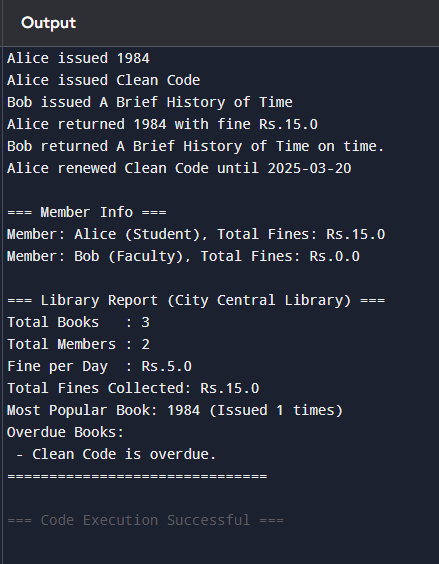 Output
Alice issued 1984
Alice issued Clean Code
Bob issued A Brief History of Time
Alice returned 1984 with fine Rs.15.0
Bob returned A Brief History of Time on time.
Alice renewed Clean Code until 2025-03-20
=== Member Info ===
Member: Alice (Student), Total Fines: Rs.15.0
Member: Bob (Faculty), Total Fines: Rs.0.0
=== Library Report (City Central Library) ===
Total Books   : 3
Total Members : 2
Fine per Day  : Rs.5.0
Total Fines Collected: Rs.15.0
Most Popular Book: 1984 (Issued 1 times)
Overdue Books:
 - Clean Code is overdue.
===============================
=== Code Execution Successful ===